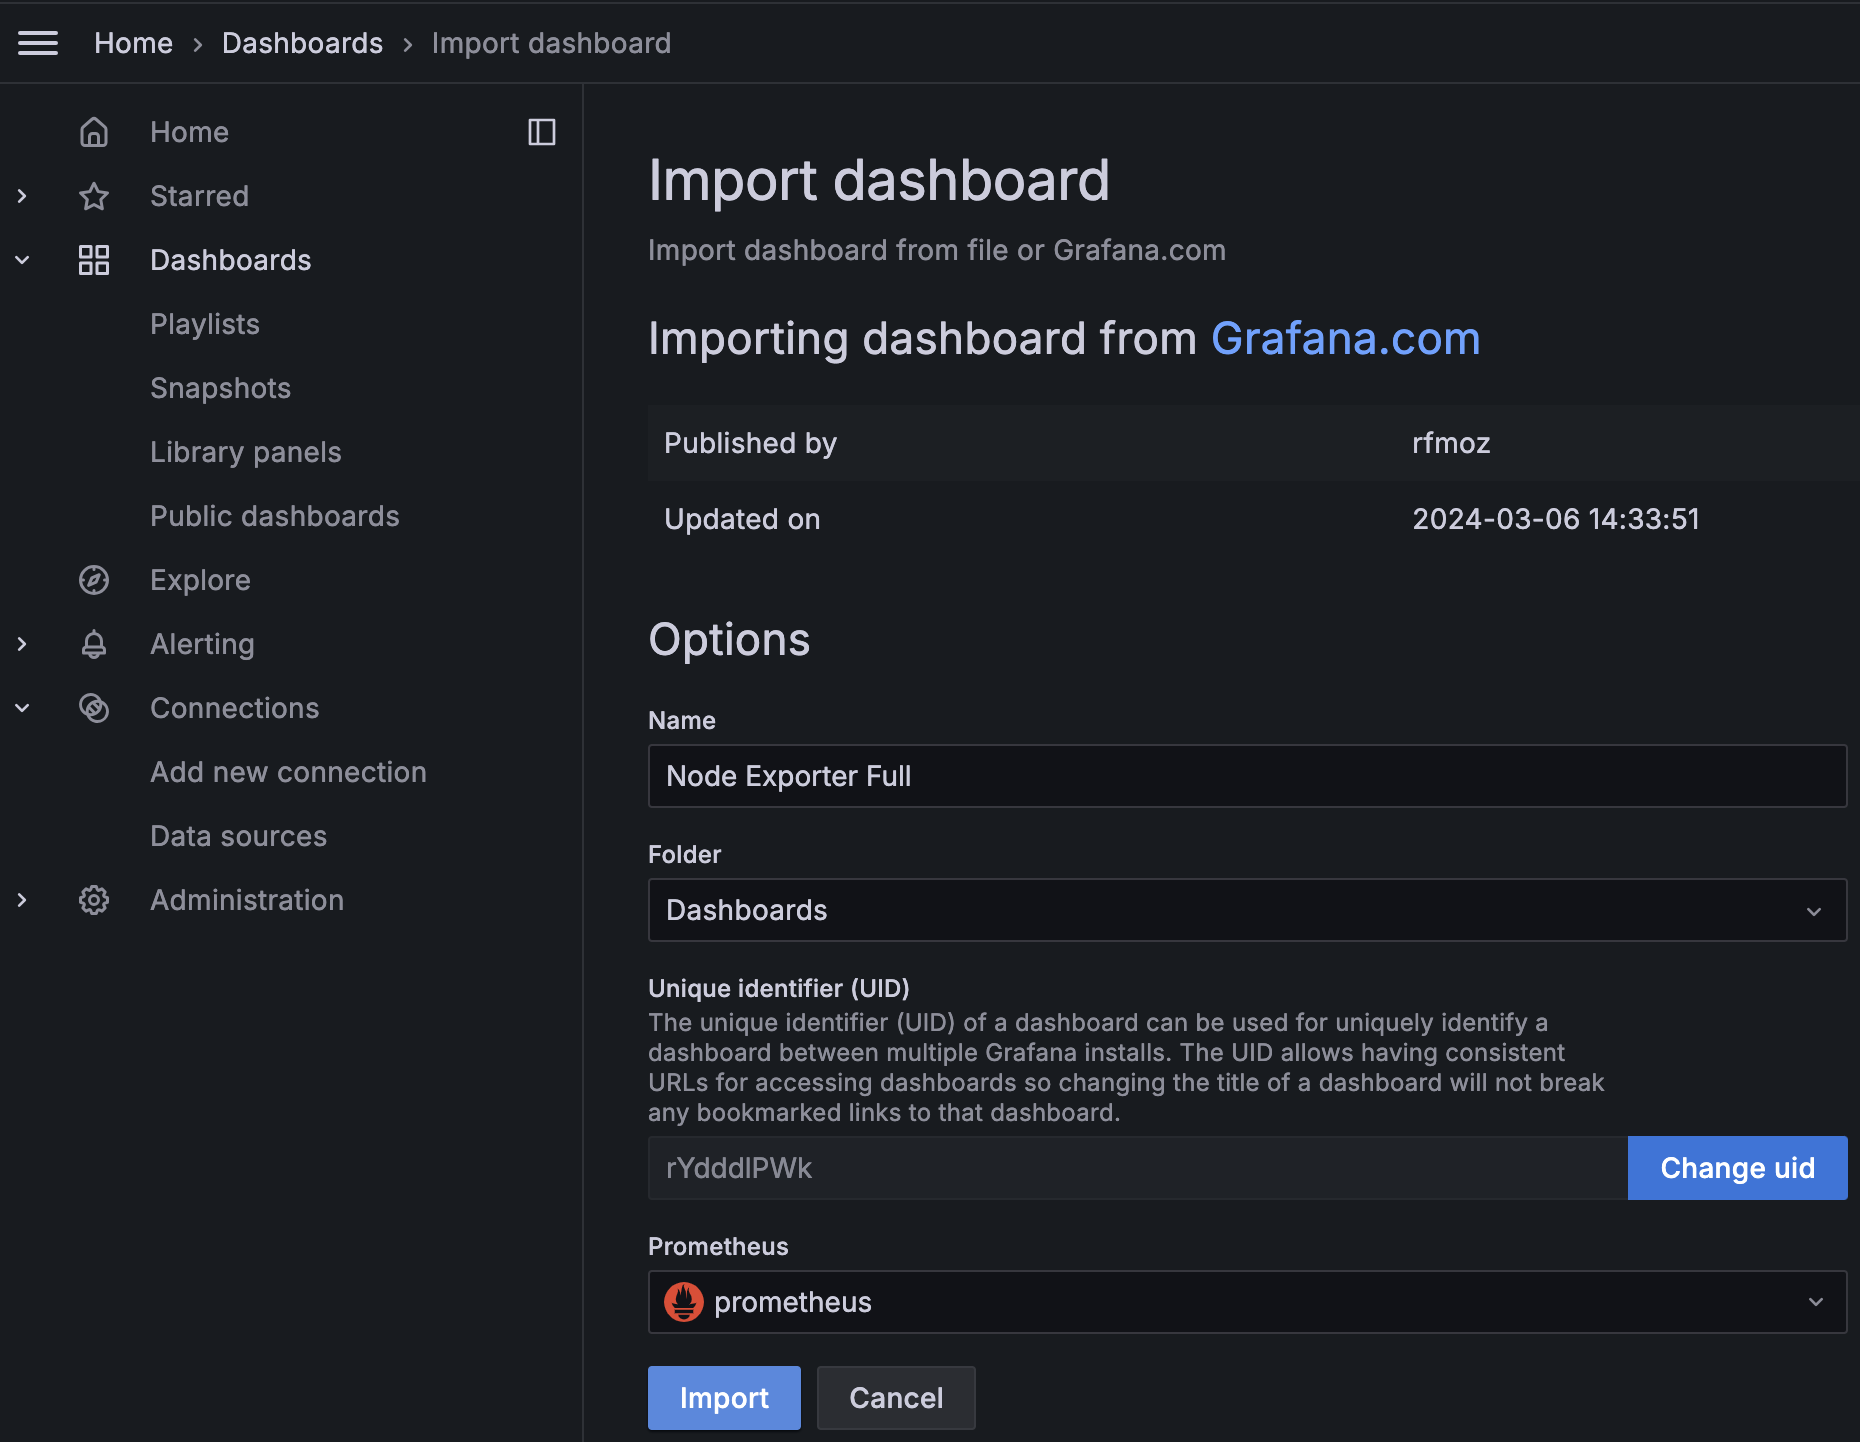 Home › Dashboards › Import dashboard
Home
Starred
Dashboards
Playlists
Snapshots
Library panels
Public dashboards
Explore
Alerting
Connections
Add new connection
Data sources
Administration
Import dashboard
Import dashboard from file or Grafana.com
Importing dashboard from Grafana.com
Published by rfmoz
Updated on 2024-03-06 14:33:51
Options
Name
Node Exporter Full
Folder
Dashboards
Unique identifier (UID)
The unique identifier (UID) of a dashboard can be used for uniquely identify a
dashboard between multiple Grafana installs. The UID allows having consistent
URLs for accessing dashboards so changing the title of a dashboard will not break
any bookmarked links to that dashboard.
rYdddlPWk
Change uid
Prometheus
prometheus
Import Cancel